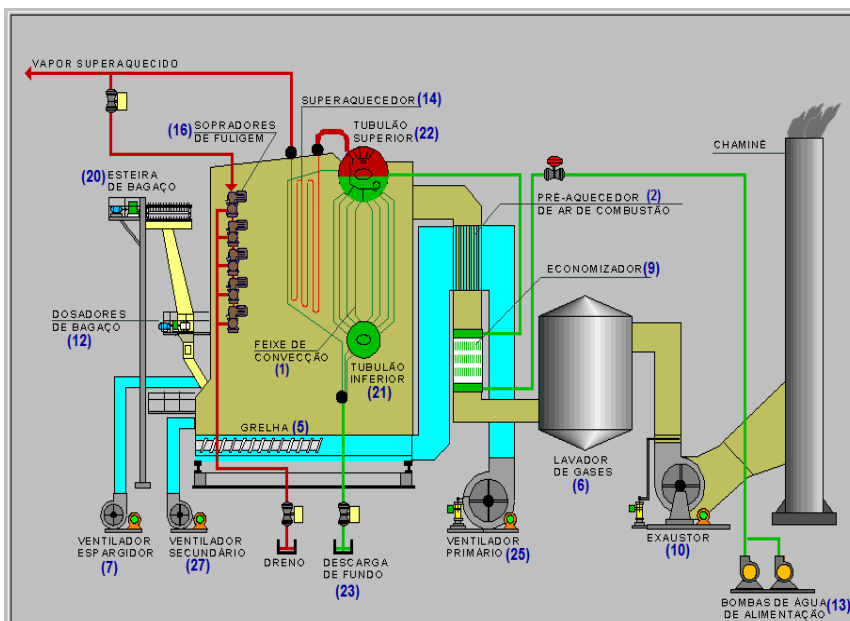 VAPOR SUPERAQUECIDO
SUPERAQUECEDOR (14)
(16) SOPRADORES
DE FULIGEM
TUBULÃO
SUPERIOR (22)
CHAMINÉ
(20) ESTEIRA
DE BAGAÇO
PRÉ-AQUECEDOR (2)
DE AR DE COMBUSTÃO
ECONOMIZADOR (9)
DOSADORES
DE BAGAÇO
(12)
FEIXE DE
CONVECÇÃO
(1)
TUBULÃO
INFERIOR
(21)
GRELHA (5)
LAVADOR
DE GASES
(6)
VENTILADOR
ESPARGIDOR
(7)
VENTILADOR
SECUNDÁRIO
(27)
DRENO
DESCARGA
DE FUNDO
(23)
VENTILADOR
PRIMÁRIO
(25)
EXAUSTOR
(10)
BOMBAS DE ÁGUA (13)
DE ALIMENTAÇÃO